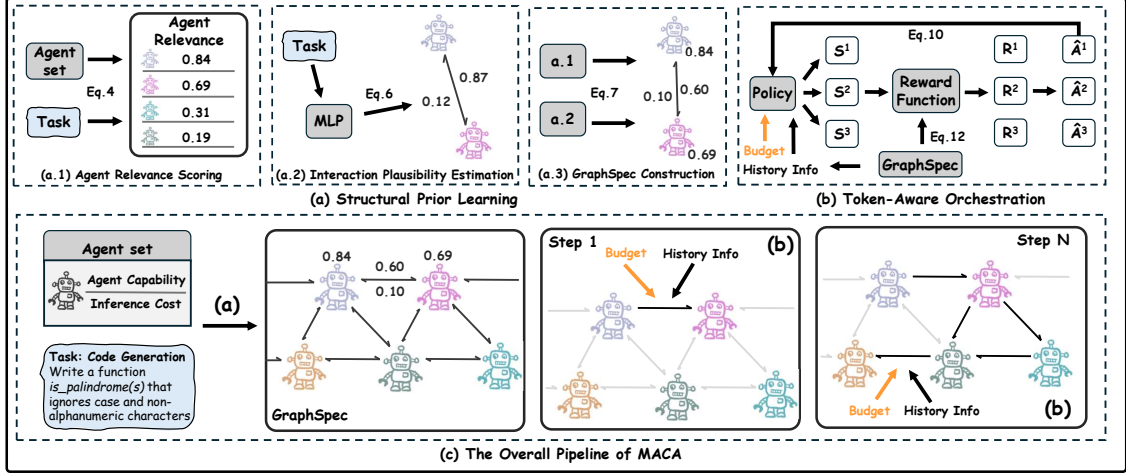 Agent set
Eq.4
Task
Agent Relevance
0.84
0.69
0.31
0.19
(a.1) Agent Relevance Scoring
Task
MLP
Eq.6
0.87
0.12
(a.2) Interaction Plausibility Estimation
a.1
Eq.7
a.2
0.84
0.10
0.60
0.69
(a.3) GraphSpec Construction
(a) Structural Prior Learning
Eq.10
Policy
S¹
S²
S³
Reward Function
R¹
R²
R³
Â¹
Â²
Â³
Budget
History Info
Eq.12
GraphSpec
(b) Token-Aware Orchestration
Agent set
Agent Capability
Inference Cost
Task: Code Generation
Write a function
is_palindrome(s) that
ignores case and non-
alphanumeric characters
(a)
0.84
0.60
0.69
0.10
GraphSpec
Step 1
(b)
Budget
History Info
Step N
Budget
History Info
(b)
(c) The Overall Pipeline of MACA